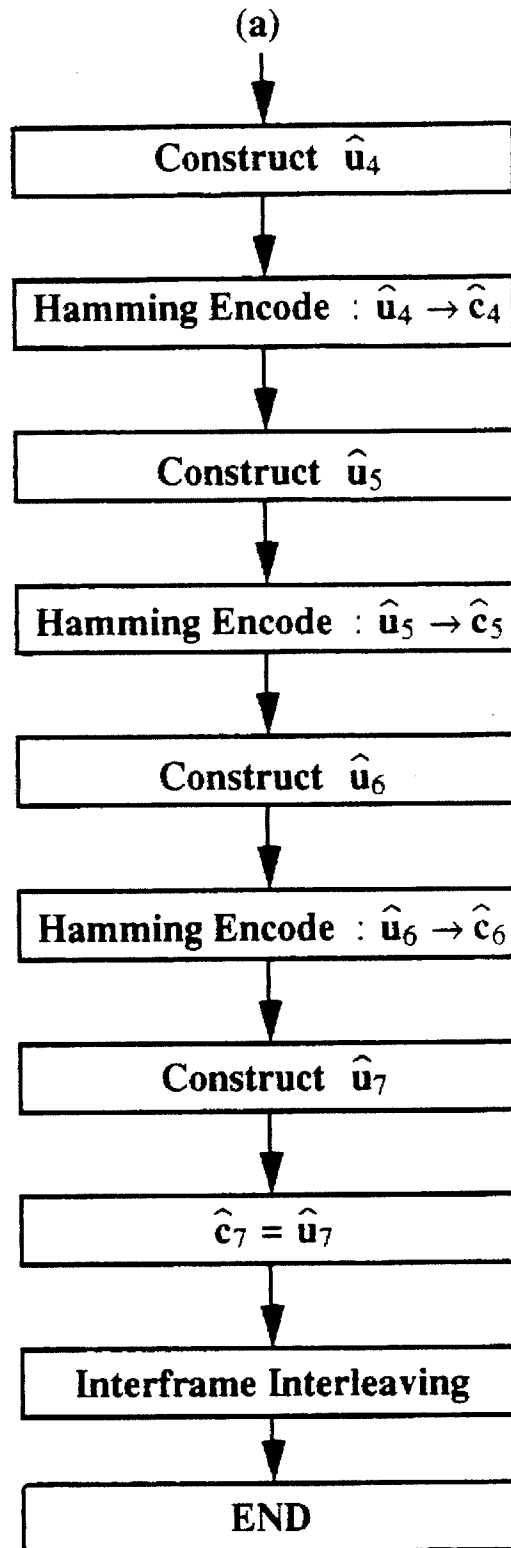 (a)
Construct û₄
Hamming Encode : û₄ → ĉ₄
Construct û₅
Hamming Encode : û₅ → ĉ₅
Construct û₆
Hamming Encode : û₆ → ĉ₆
Construct û₇
ĉ₇ = û₇
Interframe Interleaving
END